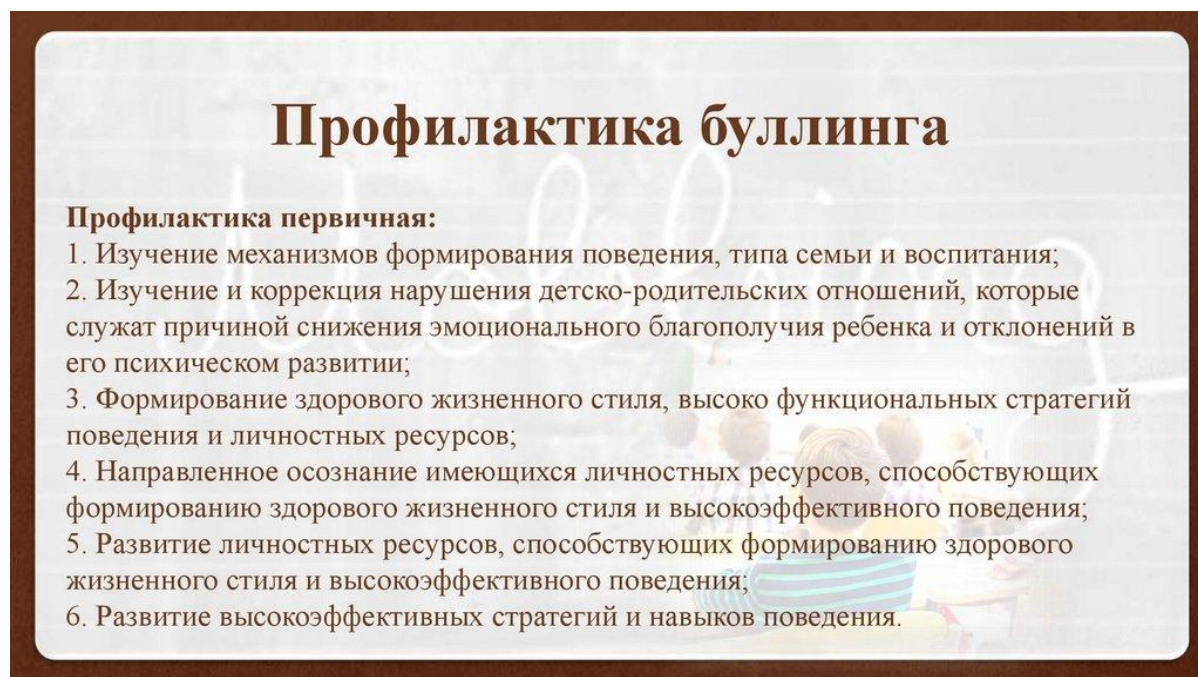 Профилактика буллинга
Профилактика первичная:
1. Изучение механизмов формирования поведения, типа семьи и воспитания;
2. Изучение и коррекция нарушения детско-родительских отношений, которые
служат причиной снижения эмоционального благополучия ребенка и отклонений в
его психическом развитии;
3. Формирование здорового жизненного стиля, высоко функциональных стратегий
поведения и личностных ресурсов;
4. Направленное осознание имеющихся личностных ресурсов, способствующих
формированию здорового жизненного стиля и высокоэффективного поведения;
5. Развитие личностных ресурсов, способствующих формированию здорового
жизненного стиля и высокоэффективного поведения;
6. Развитие высокоэффективных стратегий и навыков поведения.
Mobbing